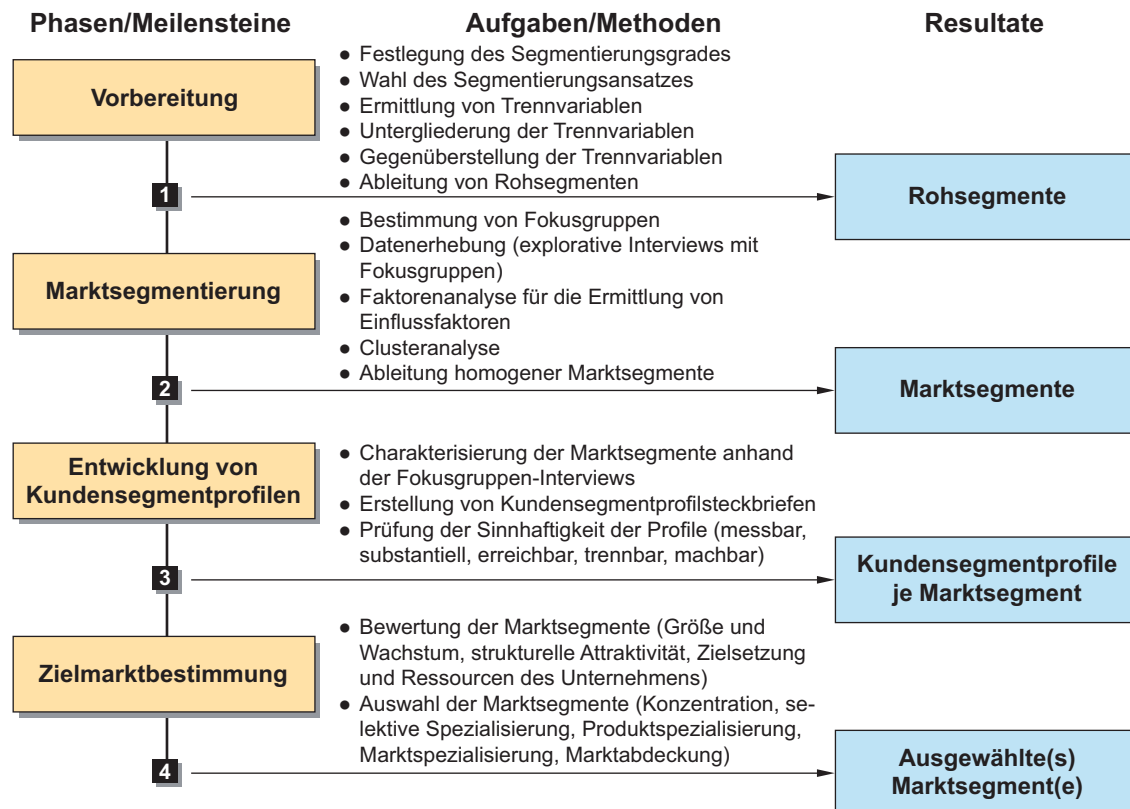 Phasen/Meilensteine
Aufgaben/Methoden
Resultate
Vorbereitung
● Festlegung des Segmentierungsgrades
● Wahl des Segmentierungsansatzes
● Ermittlung von Trennvariablen
● Untergliederung der Trennvariablen
● Gegenüberstellung der Trennvariablen
● Ableitung von Rohsegmenten
1
Rohsegmente
Marktsegmentierung
● Bestimmung von Fokusgruppen
● Datenerhebung (explorative Interviews mit
Fokusgruppen)
● Faktorenanalyse für die Ermittlung von
Einflussfaktoren
● Clusteranalyse
● Ableitung homogener Marktsegmente
2
Marktsegmente
Entwicklung von
Kundensegmentprofilen
● Charakterisierung der Marktsegmente anhand
der Fokusgruppen-Interviews
● Erstellung von Kundensegmentprofilsteckbriefen
● Prüfung der Sinnhaftigkeit der Profile (messbar,
substantiell, erreichbar, trennbar, machbar)
3
Kundensegmentprofile
je Marktsegment
Zielmarktbestimmung
● Bewertung der Marktsegmente (Größe und
Wachstum, strukturelle Attraktivität, Zielsetzung
und Ressourcen des Unternehmens)
● Auswahl der Marktsegmente (Konzentration, se-
lektive Spezialisierung, Produktspezialisierung,
Marktspezialisierung, Marktabdeckung)
4
Ausgewählte(s)
Marktsegment(e)